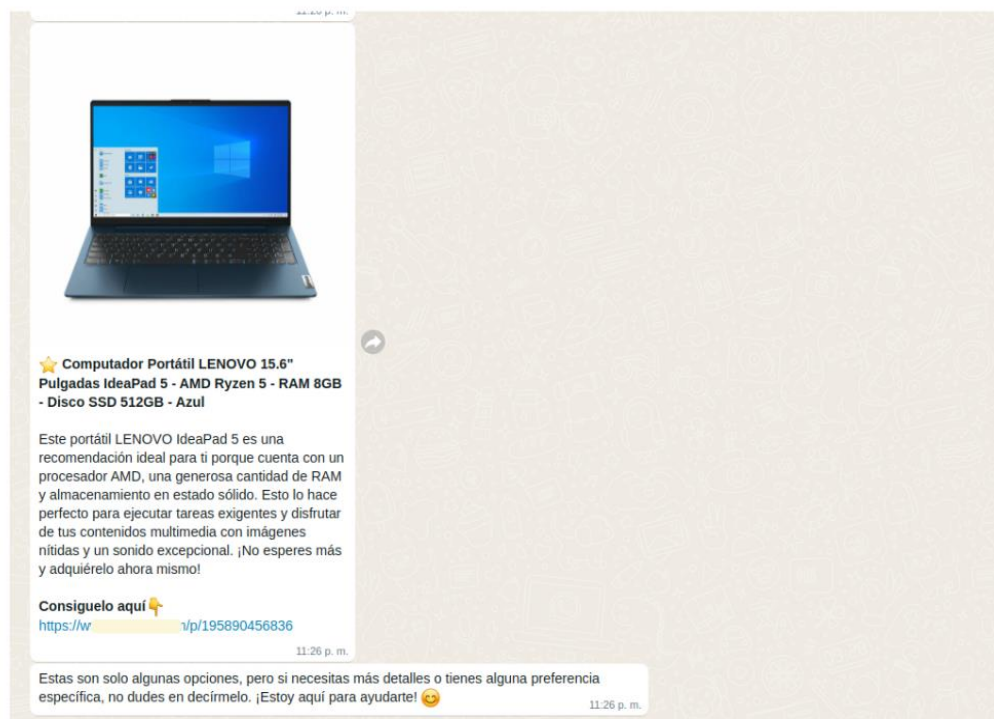 11:26 p. m.
⭐ Computador Portátil LENOVO 15.6"
Pulgadas IdeaPad 5 - AMD Ryzen 5 - RAM 8GB
- Disco SSD 512GB - Azul
Este portátil LENOVO IdeaPad 5 es una
recomendación ideal para ti porque cuenta con un
procesador AMD, una generosa cantidad de RAM
y almacenamiento en estado sólido. Esto lo hace
perfecto para ejecutar tareas exigentes y disfrutar
de tus contenidos multimedia con imágenes
nítidas y un sonido excepcional. ¡No esperes más
y adquiérelo ahora mismo!
Consiguelo aquí👇
https://w /p/195890456836
11:26 p. m.
Estas son solo algunas opciones, pero si necesitas más detalles o tienes alguna preferencia
específica, no dudes en decírmelo. ¡Estoy aquí para ayudarte! 😊
11:26 p. m.